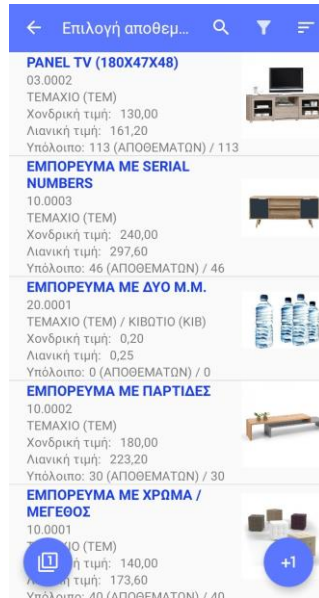 Επιλογή αποθεμ...
PANEL TV (180X47X48)
03.0002
ΤΕΜΑΧΙΟ (ΤΕΜ)
Χονδρική τιμή: 130,00
Λιανική τιμή: 161,20
Υπόλοιπο: 113 (ΑΠΟΘΕΜΑΤΩΝ) / 113
ΕΜΠΟΡΕΥΜΑ ΜΕ SERIAL
NUMBERS
10.0003
ΤΕΜΑΧΙΟ (ΤΕΜ)
Χονδρική τιμή: 240,00
Λιανική τιμή: 297,60
Υπόλοιπο: 46 (ΑΠΟΘΕΜΑΤΩΝ) / 46
ΕΜΠΟΡΕΥΜΑ ΜΕ ΔΥΟ Μ.Μ.
20.0001
ΤΕΜΑΧΙΟ (ΤΕΜ) / ΚΙΒΩΤΙΟ (ΚΙΒ)
Χονδρική τιμή: 0,20
Λιανική τιμή: 0,25
Υπόλοιπο: 0 (ΑΠΟΘΕΜΑΤΩΝ) / 0
ΕΜΠΟΡΕΥΜΑ ΜΕ ΠΑΡΤΙΔΕΣ
10.0002
ΤΕΜΑΧΙΟ (ΤΕΜ)
Χονδρική τιμή: 180,00
Λιανική τιμή: 223,20
Υπόλοιπο: 30 (ΑΠΟΘΕΜΑΤΩΝ) / 30
ΕΜΠΟΡΕΥΜΑ ΜΕ ΧΡΩΜΑ /
ΜΕΓΕΘΟΣ
10.0001
(ΤΕΜ)
1
τιμή: 140,00
+1
τιμή: 173,60
Υπόλοιπο: 40 (ΑΠΟΘΕΜΑΤΩΝ) / 40